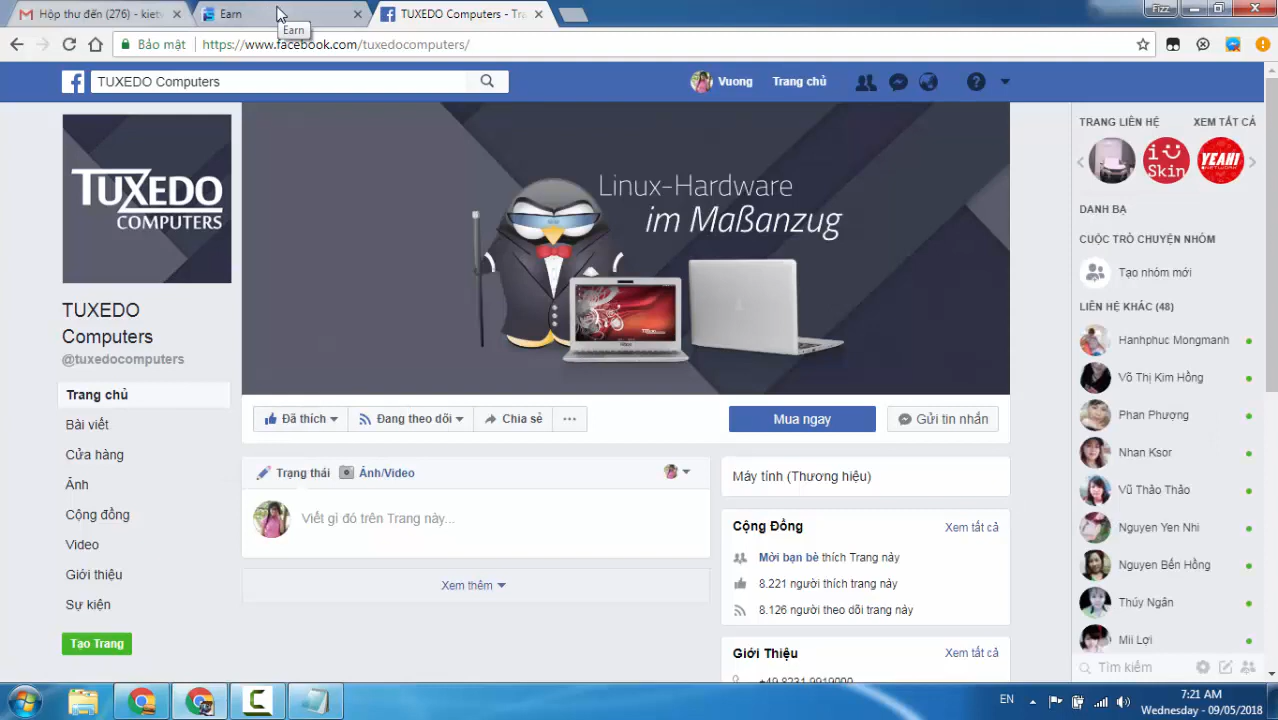 Hộp thư đến (276) - kietv
Earn
TUXEDO Computers - Tra
Fizz
Earn
Bảo mật
https://www.facebook.com/tuxedocomputers/
TUXEDO Computers
Vuong
Trang chủ
TUXEDO
COMPUTERS
Linux-Hardware
im Maßanzug
TUXEDO
Computers
@tuxedocomputers
Trang chủ
Bài viết
Cửa hàng
Ảnh
Cộng đồng
Video
Giới thiệu
Sự kiện
Tạo Trang
Đã thích
Đang theo dõi
Chia sẻ
Mua ngay
Gửi tin nhắn
Trạng thái
Ảnh/Video
Viết gì đó trên Trang này...
Xem thêm
Máy tính (Thương hiệu)
Cộng Đồng
Xem tất cả
Mời bạn bè thích Trang này
8.221 người thích trang này
8.126 người theo dõi trang này
Giới Thiệu
Xem tất cả
+49 8231 9919000
TRANG LIÊN HỆ
XEM TẤT CẢ
i Skin
YEAH!
NETWORK
DANH BẠ
CUỘC TRÒ CHUYỆN NHÓM
Tạo nhóm mới
LIÊN HỆ KHÁC (48)
Hanhphuc Mongmanh
Võ Thị Kim Hồng
Phan Phượng
Nhan Ksor
Vũ Thảo Thảo
Nguyen Yen Nhi
Nguyen Bến Hồng
Thúy Ngân
Mii Lợi
Tìm kiếm
EN
7:21 AM
Wednesday - 09/05/2018